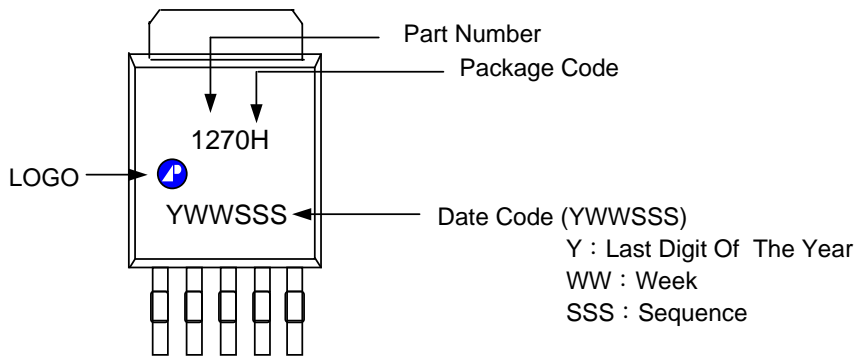 Part Number
Package Code
1270H
LOGO
YWWSSS
Date Code (YWWSSS)
Y：Last Digit Of The Year
WW：Week
SSS：Sequence